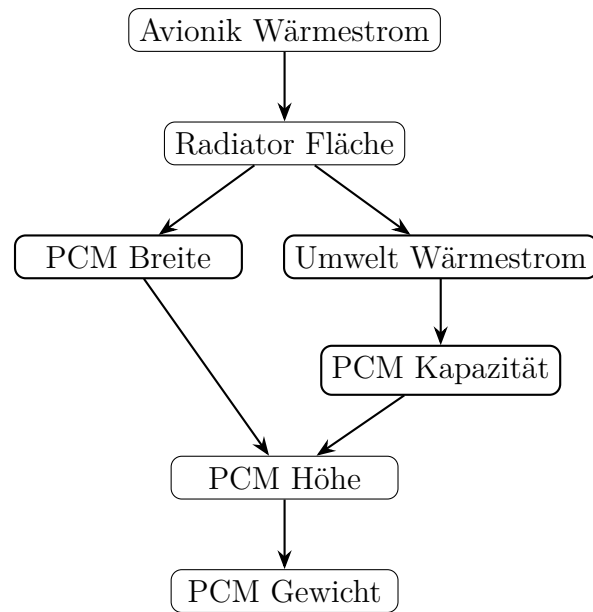 Avionik Wärmestrom
Radiator Fläche
PCM Breite
Umwelt Wärmestrom
PCM Kapazität
PCM Höhe
PCM Gewicht